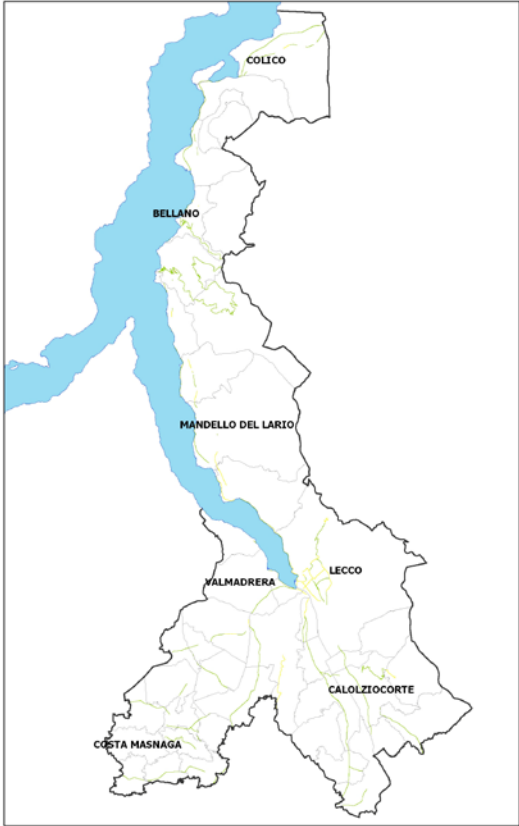 COLICO
BELLANO
MANDELLO DEL LARIO
LECCO
VALMADRERA
CALOLZIOCORTE
COSTA MASNAGA